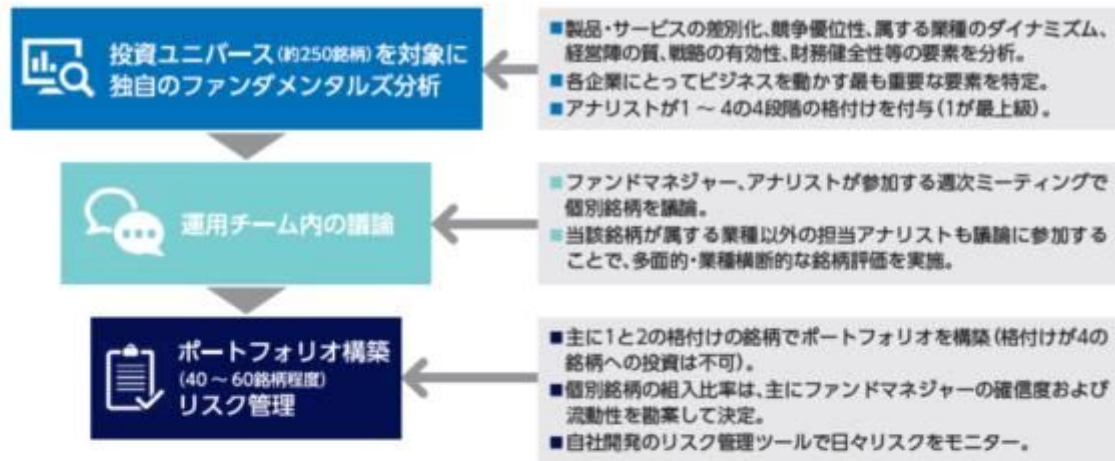 投資ユニバース(約250銘柄)を対象に
独自のファンダメンタルズ分析
■製品・サービスの差別化、競争優位性、属する業種のダイナミズム、
経営陣の質、戦略の有効性、財務健全性等の要素を分析。
■各企業にとってビジネスを動かす最も重要な要素を特定。
■アナリストが1～4の4段階の格付けを付与(1が最上級)。
運用チーム内の議論
■ファンドマネジャー、アナリストが参加する週次ミーティングで
個別銘柄を議論。
■当該銘柄が属する業種以外の担当アナリストも議論に参加する
ことで、多面的・業種横断的な銘柄評価を実施。
ポートフォリオ構築
(40～60銘柄程度)
リスク管理
■主に1と2の格付けの銘柄でポートフォリオを構築(格付けが4の
銘柄への投資は不可)。
■個別銘柄の組入比率は、主にファンドマネジャーの確信度および
流動性を勘案して決定。
■自社開発のリスク管理ツールで日々リスクをモニター。